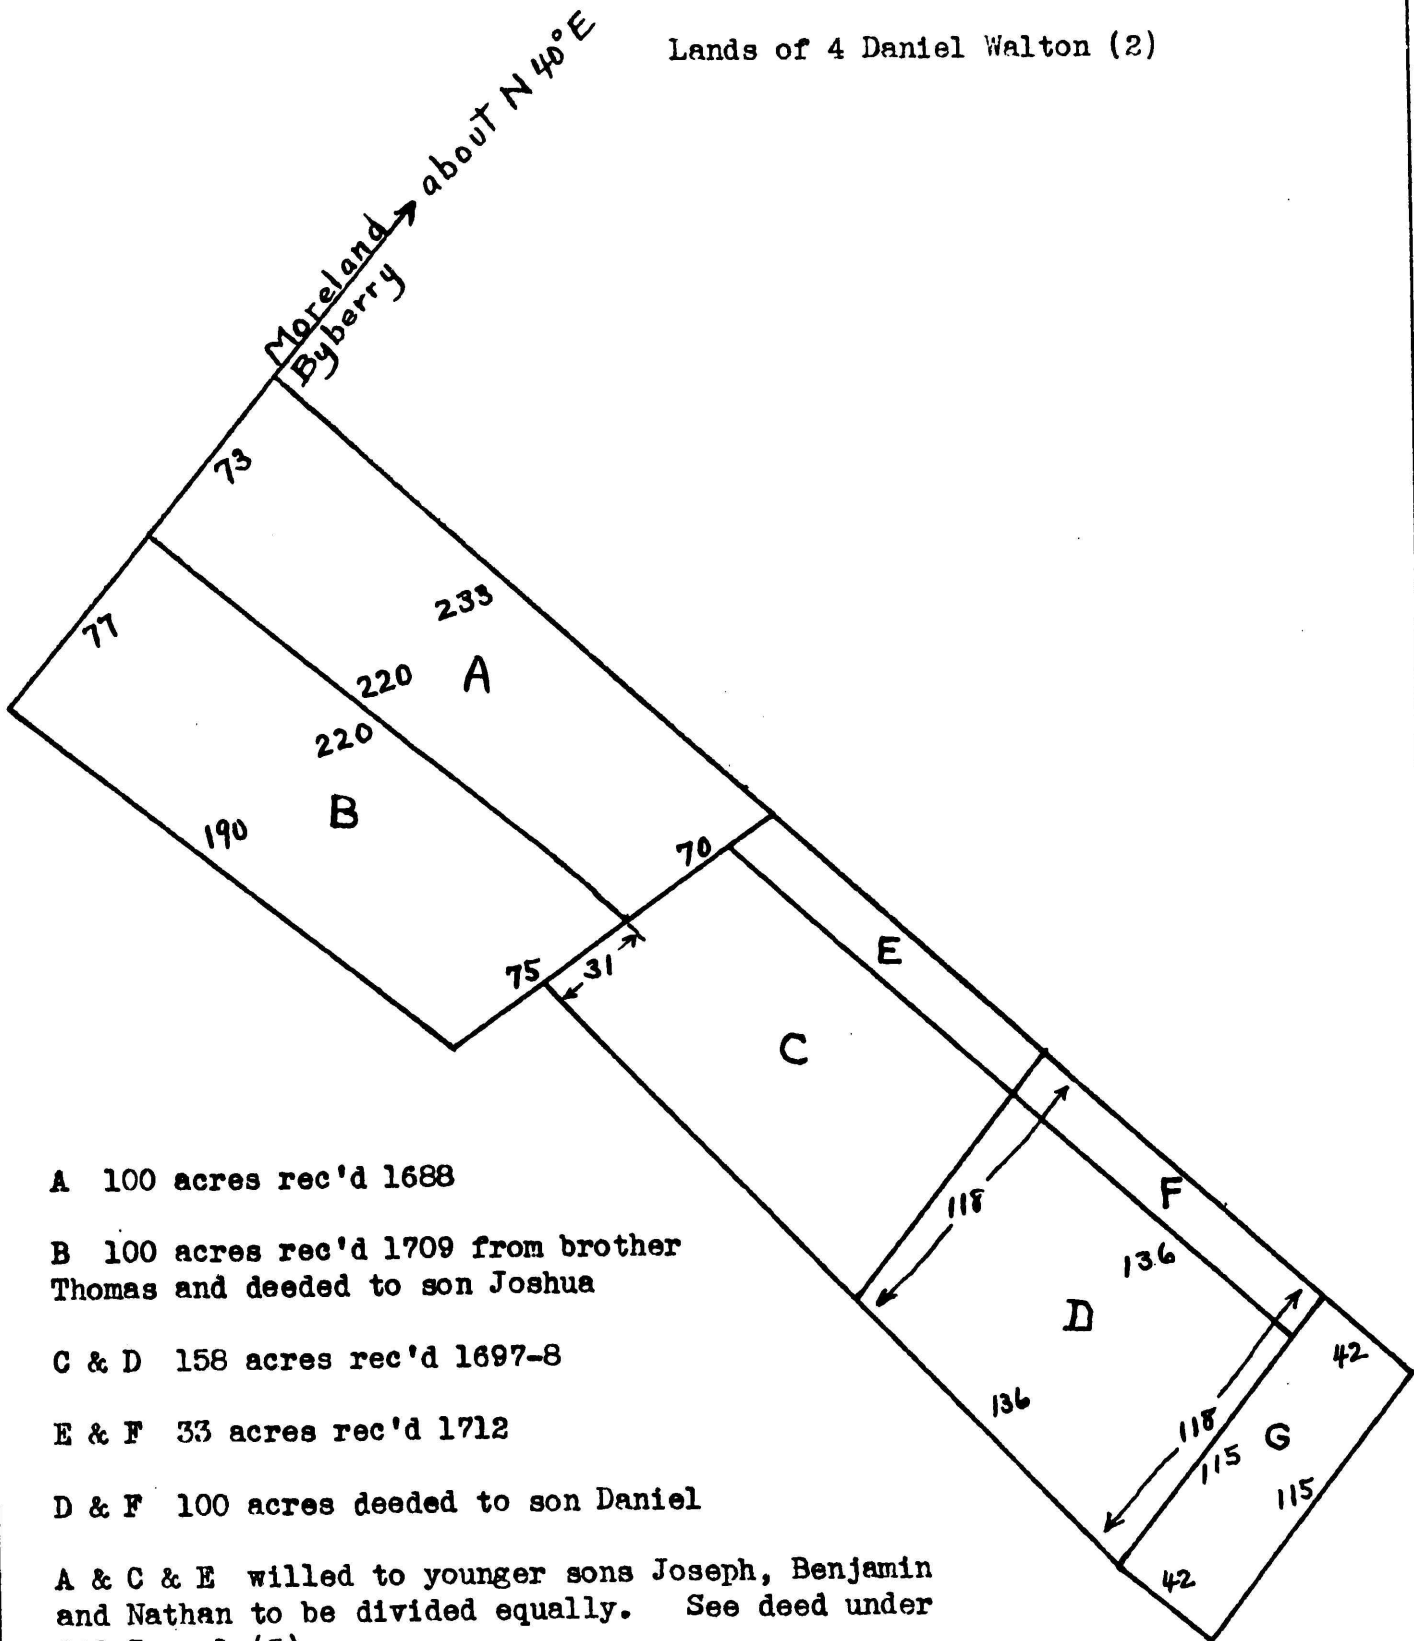 Lands of 4 Daniel Walton (2)
about N 40°E
Moreland
Byberry
73
77
233
220
A
220
B
190
70
75
31
E
C
118
F
136
D
136
42
118
115
G
115
42
A 100 acres rec'd 1688
B 100 acres rec'd 1709 from brother
Thomas and deeded to son Joshua
C & D 158 acres rec'd 1697-8
E & F 33 acres rec'd 1712
D & F 100 acres deeded to son Daniel
A & C & E willed to younger sons Joseph, Benjamin
and Nathan to be divided equally. See deed under